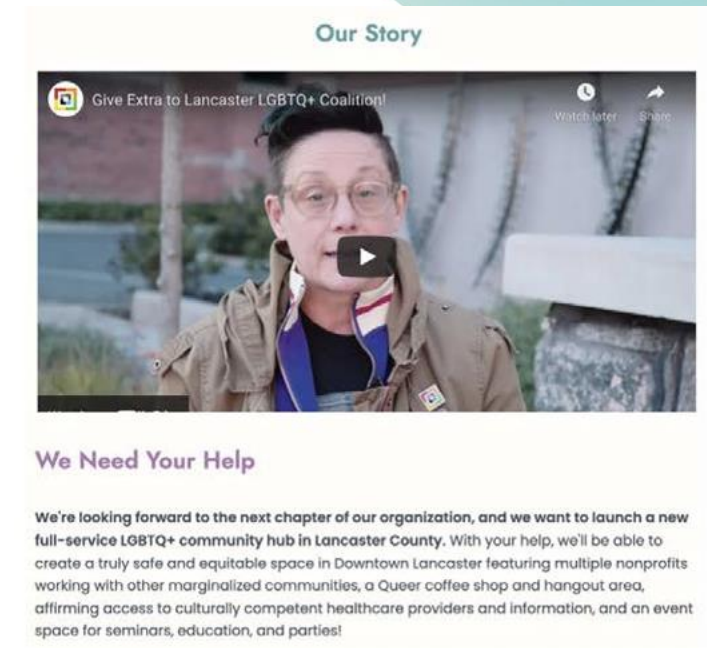 Our Story
Give Extra to Lancaster LGBTQ+ Coalition!
Watch later
Share
We Need Your Help
We're looking forward to the next chapter of our organization, and we want to launch a new
full-service LGBTQ+ community hub in Lancaster County. With your help, we'll be able to
create a truly safe and equitable space in Downtown Lancaster featuring multiple nonprofits
working with other marginalized communities, a Queer coffee shop and hangout area,
affirming access to culturally competent healthcare providers and information, and an event
space for seminars, education, and parties!